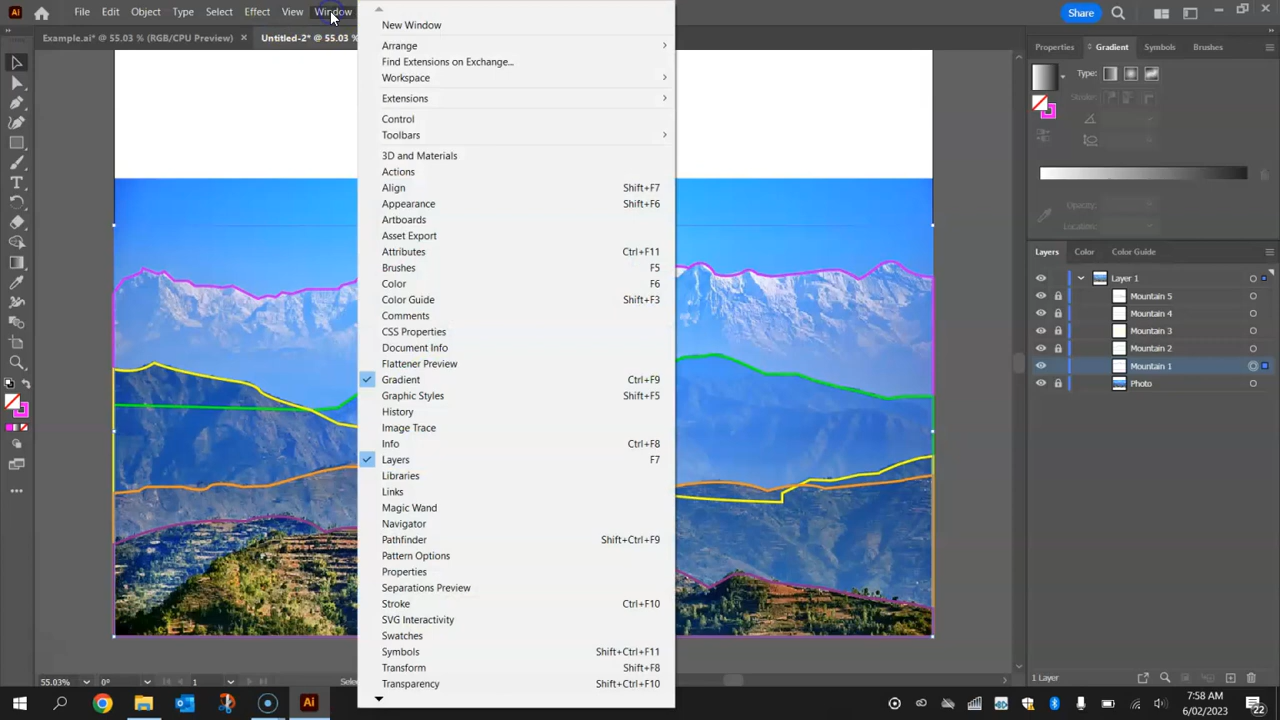 Ai File Edit Object Type Select Effect View Window Share
Example.ai* @ 55.03 % (RGB/CPU Preview) × Untitled-2* @ 55.03 %
New Window
Arrange
Find Extensions on Exchange...
Workspace
Extensions
Control
Toolbars
3D and Materials
Actions
Align Shift+F7
Appearance Shift+F6
Artboards
Asset Export
Attributes Ctrl+F11
Brushes F5
Color F6
Color Guide Shift+F3
Comments
CSS Properties
Document Info
Flattener Preview
Gradient Ctrl+F9
Graphic Styles Shift+F5
History
Image Trace
Info Ctrl+F8
Layers F7
Libraries
Links
Magic Wand
Navigator
Pathfinder Shift+Ctrl+F9
Pattern Options
Properties
Separations Preview
Stroke Ctrl+F10
SVG Interactivity
Swatches
Symbols Shift+Ctrl+F11
Transform Shift+F8
Transparency Shift+Ctrl+F10
Properties Gradient Symbols Brushes
Type:
Stroke:
Opacity:
Location:
Layers Color Color Guide
Layer 1
Mountain 5
Mountain 4
Mountain 3
Mountain 2
Mountain 1
Photo
1 Layer
55.03% 0° 1 Selec
Ai
7:58 AM
6/02/2023
22